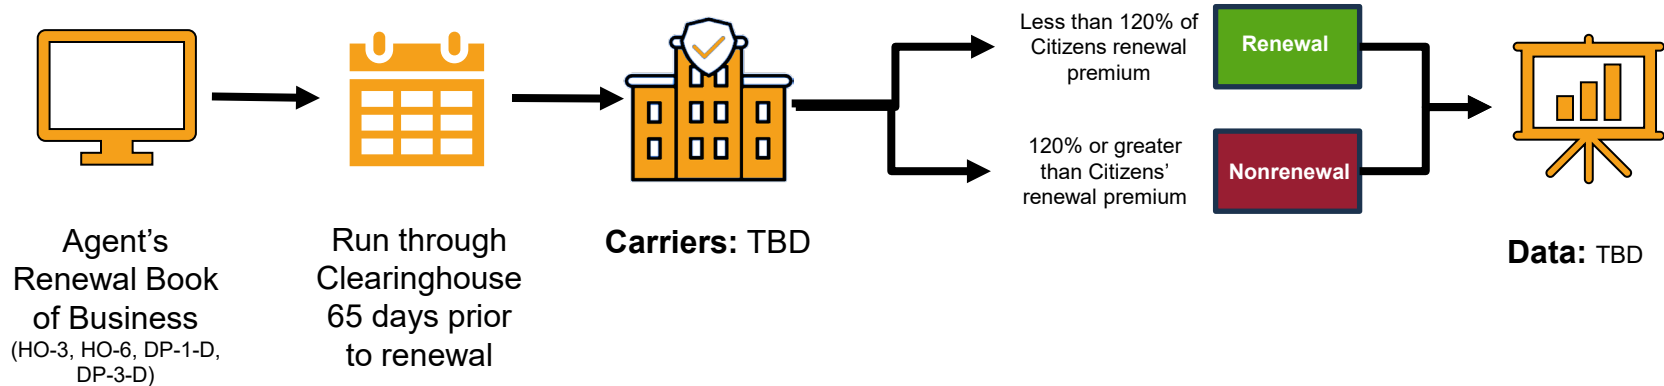 Agent's
Renewal Book
of Business
(HO-3, HO-6, DP-1-D,
DP-3-D)
Run through
Clearinghouse
65 days prior
to renewal
Carriers: TBD
Less than 120% of
Citizens renewal
premium
Renewal
120% or greater
than Citizens’
renewal premium
Nonrenewal
Data: TBD